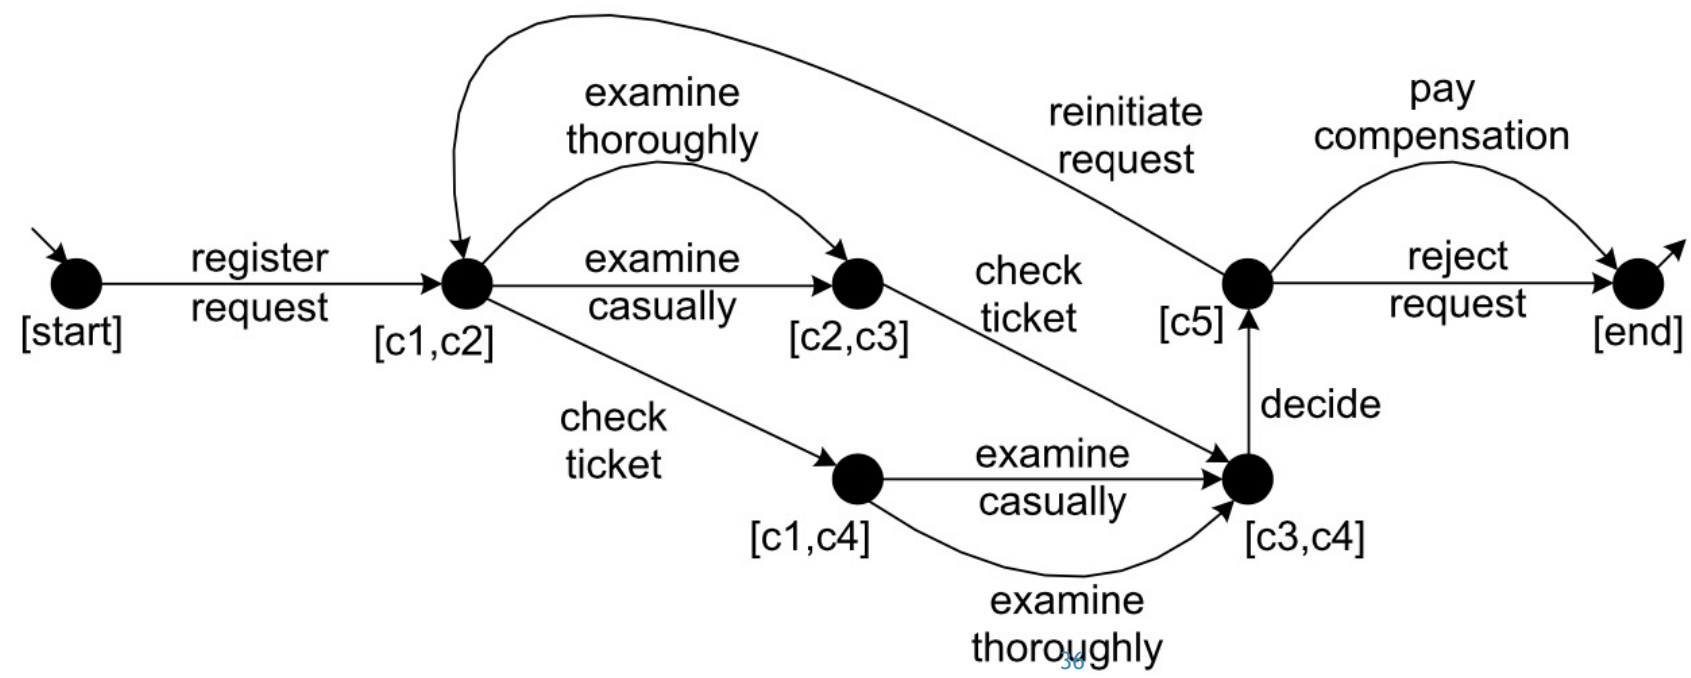 examine
thoroughly
reinitiate
request
pay
compensation
register
request
[start]
[c1,c2]
examine
casually
[c2,c3]
check
ticket
[c5]
reject
request
[end]
decide
check
ticket
examine
casually
[c1,c4]
[c3,c4]
examine
thoroughly
36